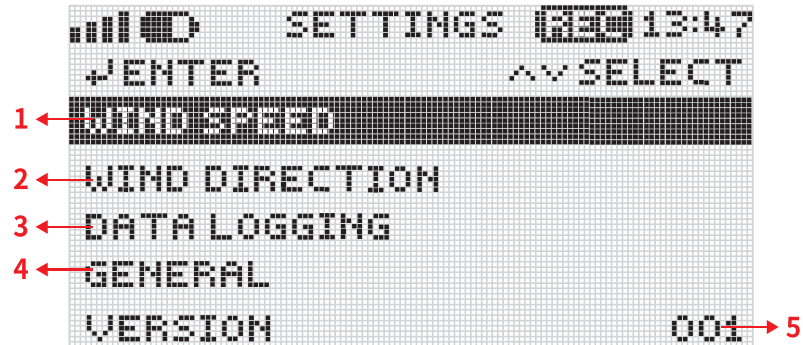 SETTINGS REC 13:47
↵ENTER ^vSELECT
1 WIND SPEED
2 WIND DIRECTION
3 DATA LOGGING
4 GENERAL
VERSION 001 5